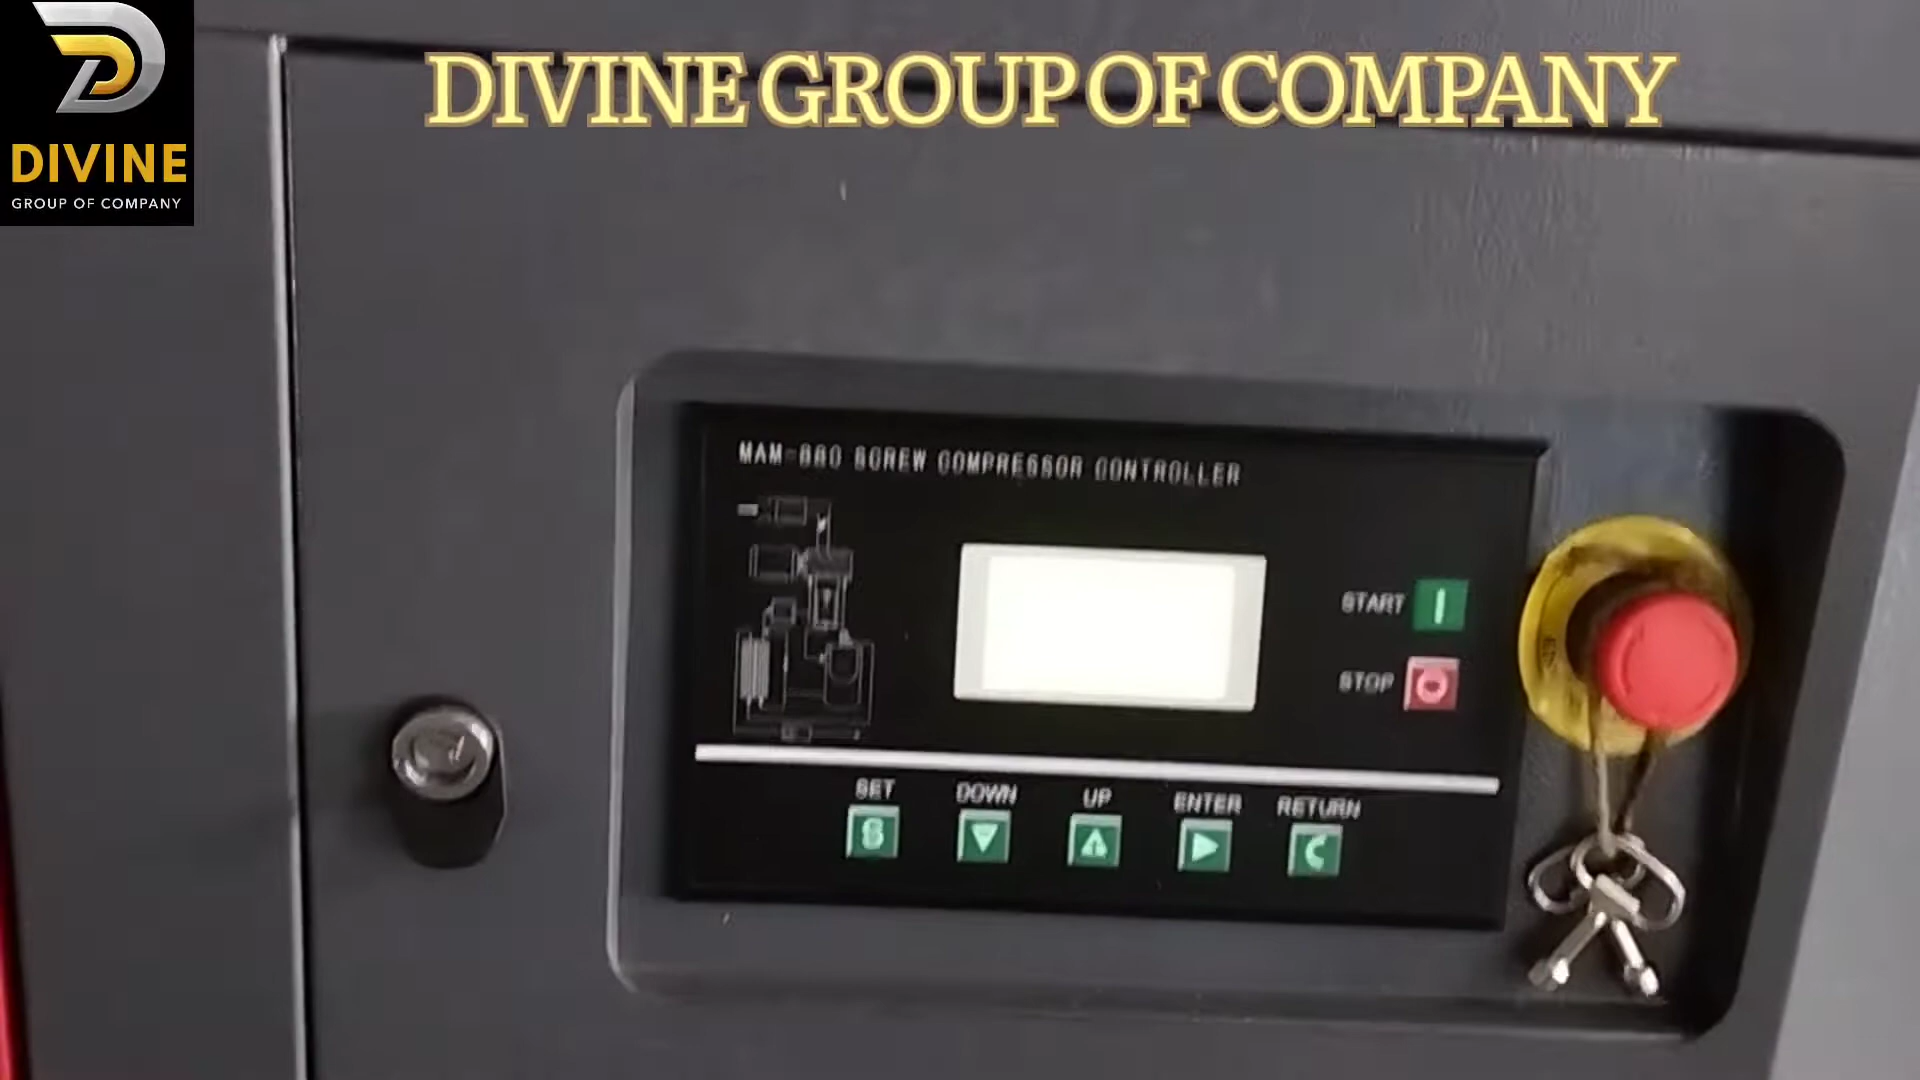 DIVINE GROUP OF COMPANY
DIVINE
GROUP OF COMPANY
MAM-880 SCREW COMPRESSOR CONTROLLER
START
STOP
SET
DOWN
UP
ENTER
RETURN
S